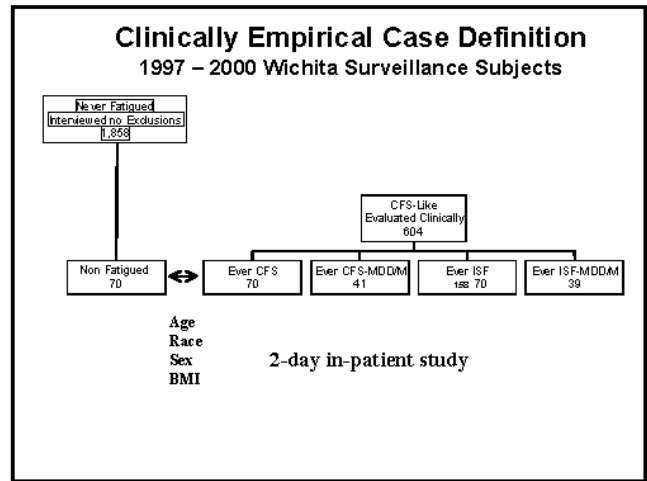 Clinically Empirical Case Definition
1997 – 2000 Wichita Surveillance Subjects
Never Fatigued
Interviewed no Exclusions
1,858
CFS-Like
Evaluated Clinically
604
Non Fatigued
70
Ever CFS
70
Ever CFS-MDD/M
41
Ever ISF
158 70
Ever ISF-MDD/M
39
Age
Race
Sex
BMI
2-day in-patient study